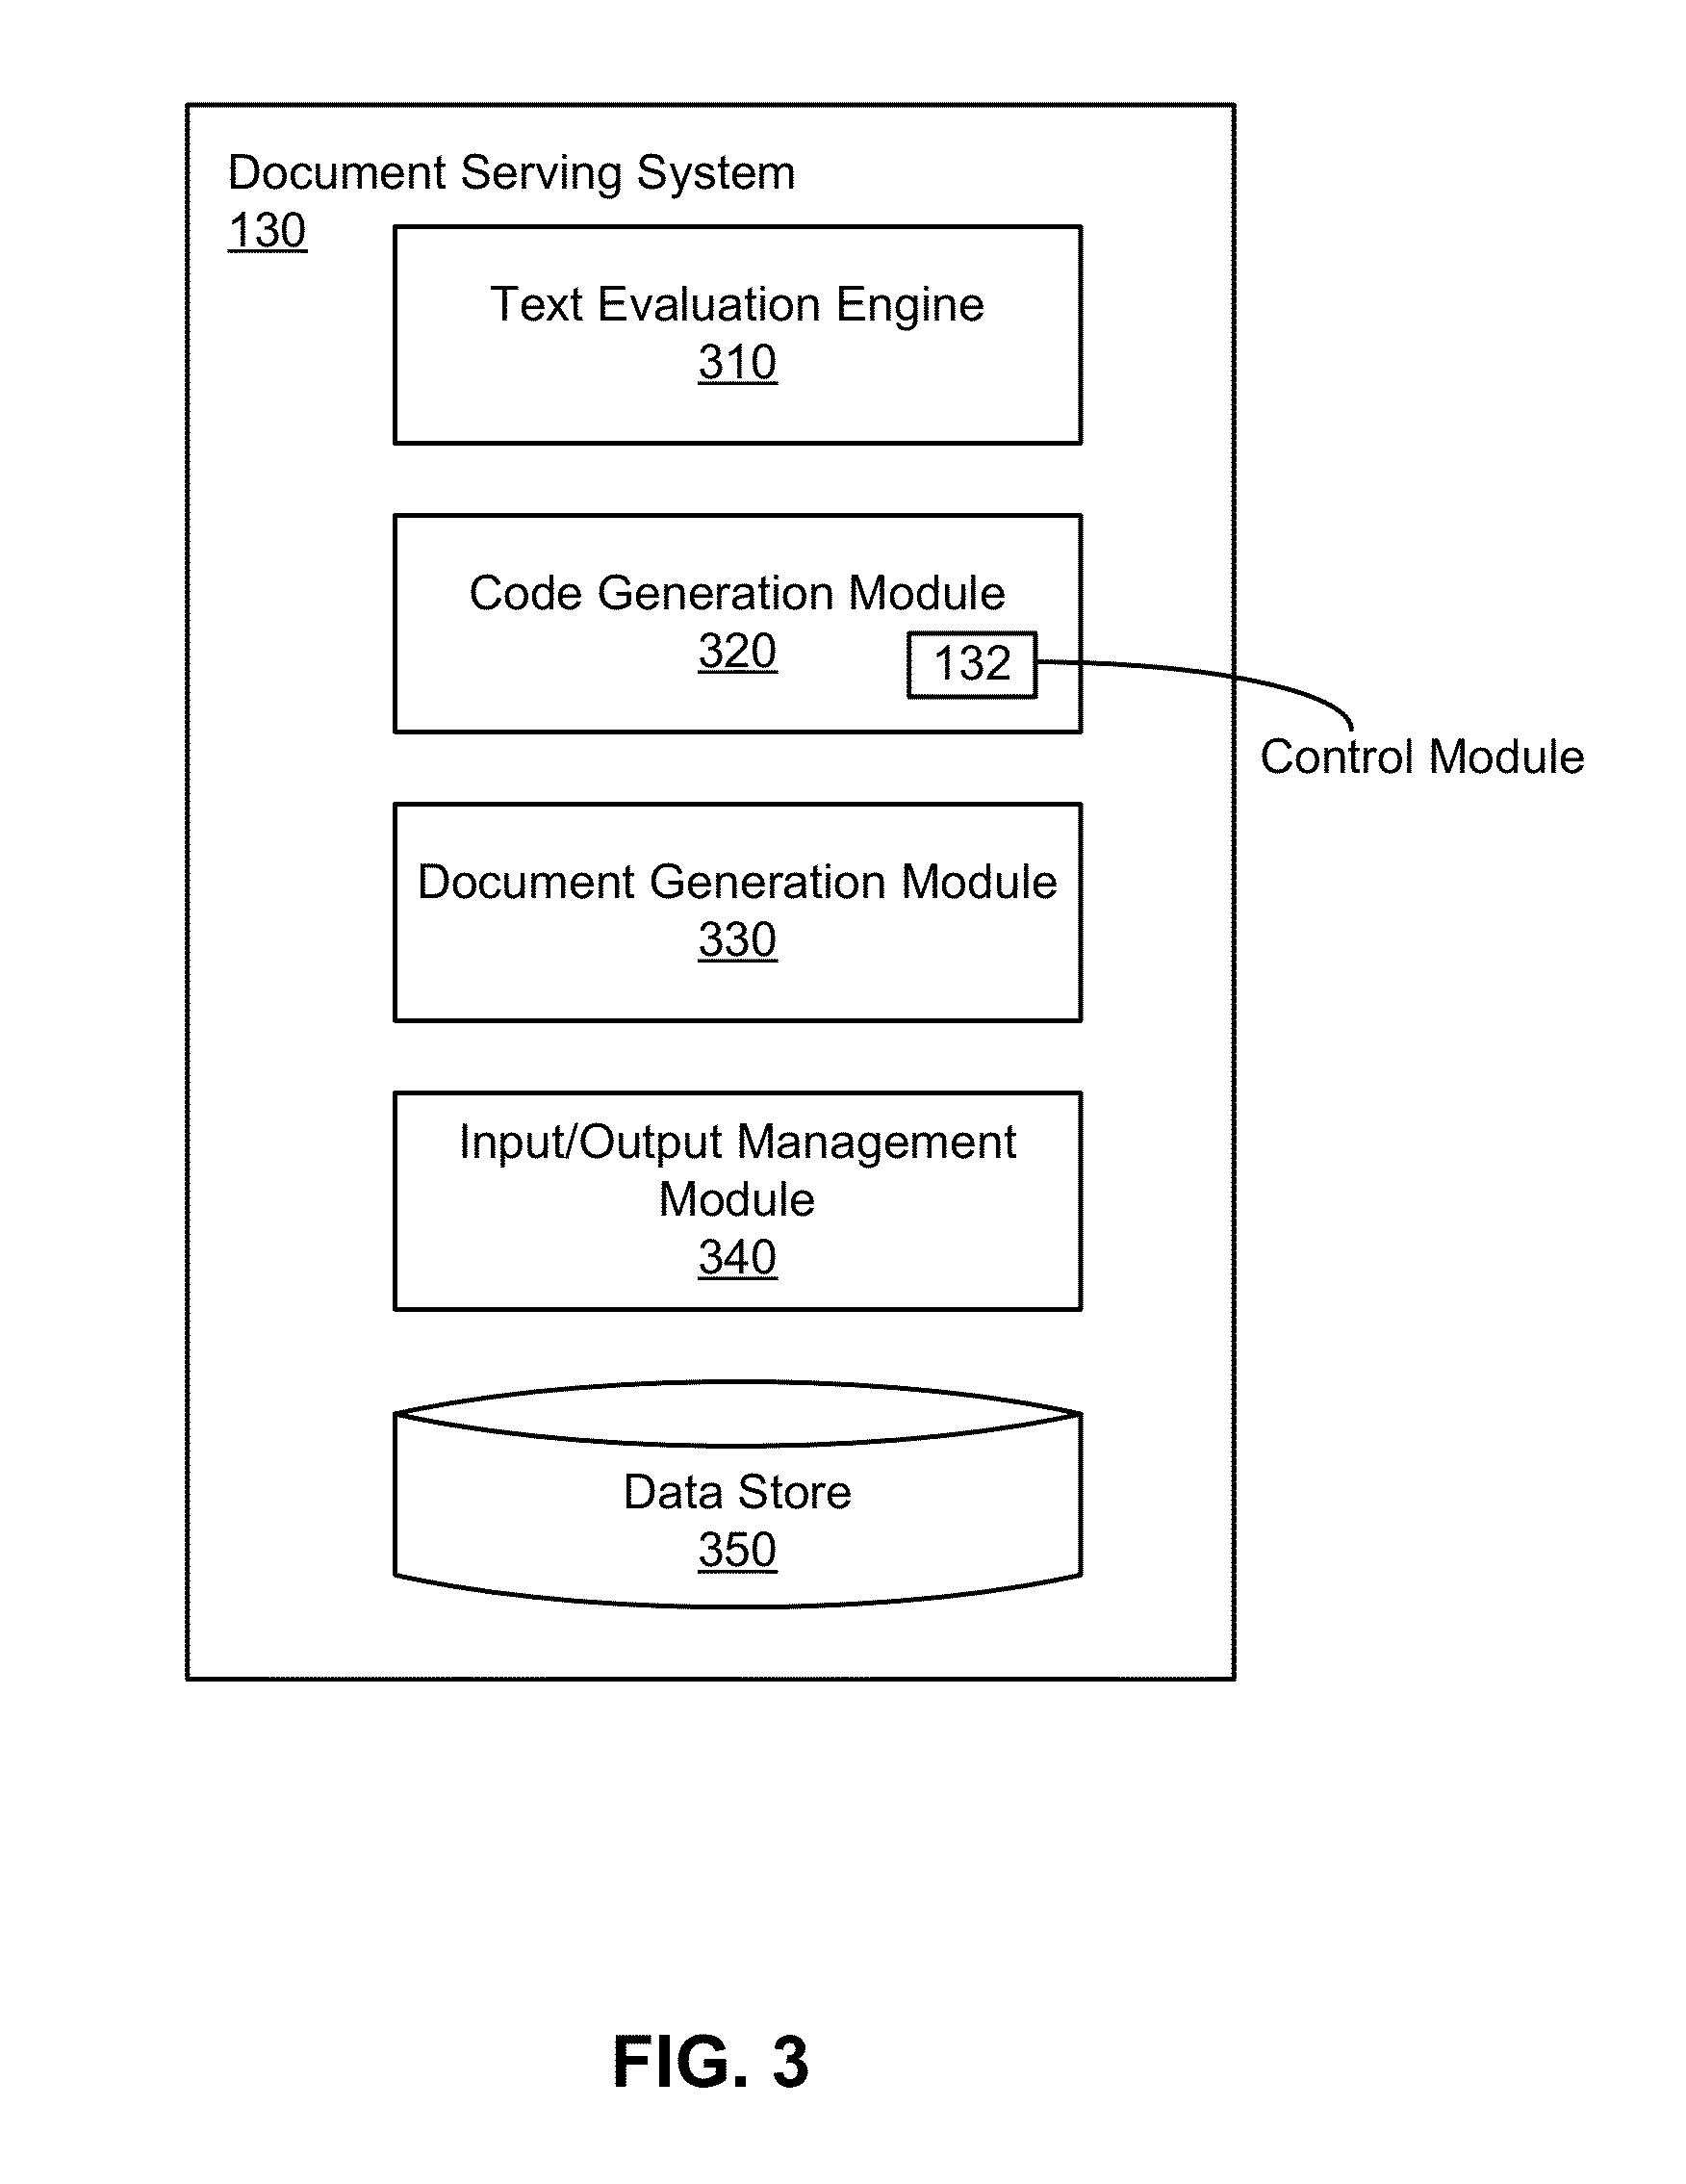 Document Serving System
130
Text Evaluation Engine
310
Code Generation Module
320
132
Control Module
Document Generation Module
330
Input/Output Management
Module
340
Data Store
350
FIG. 3